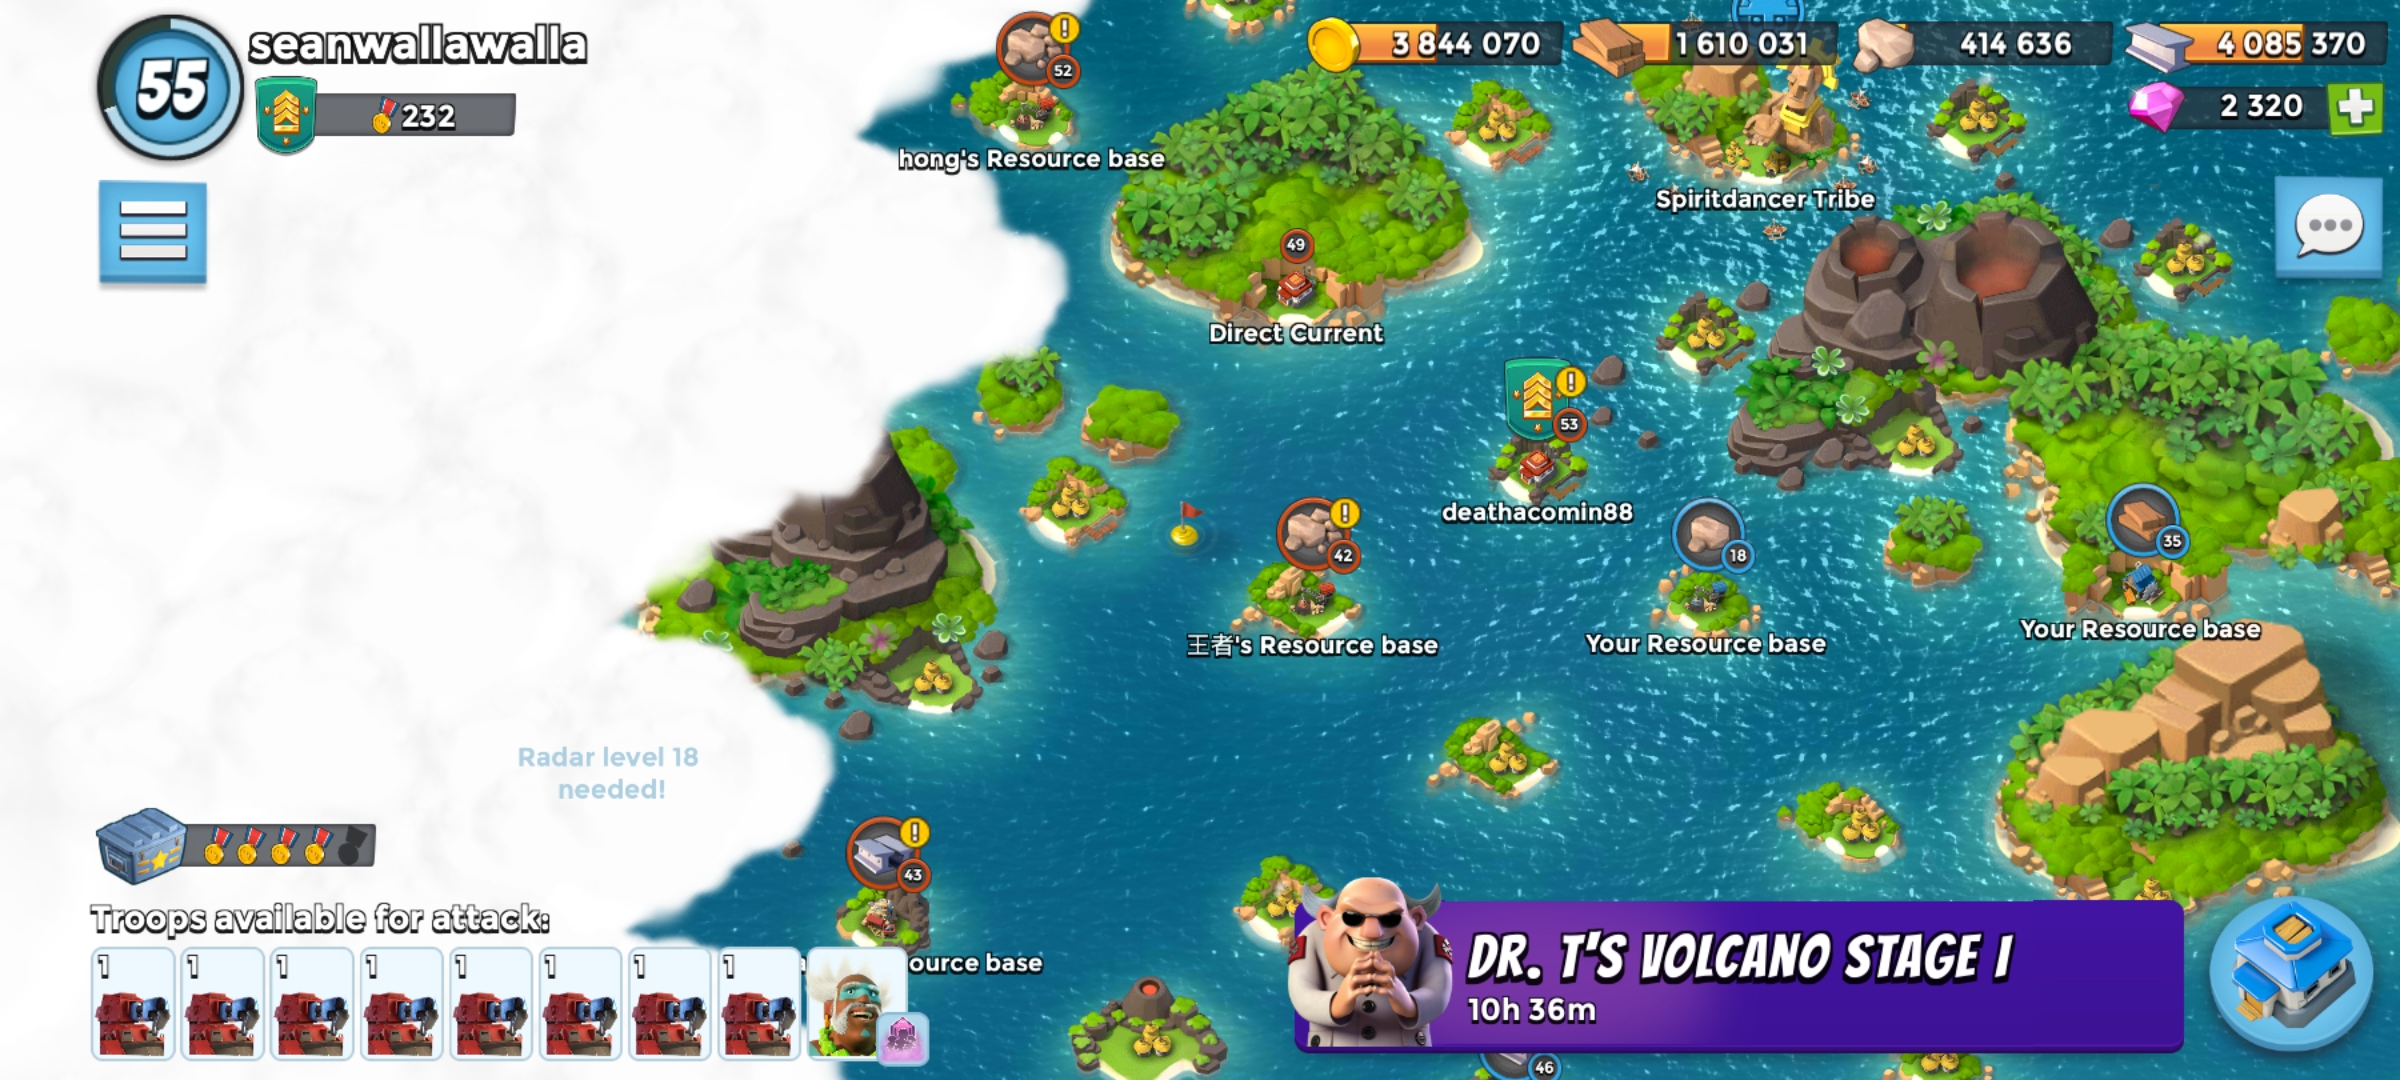 55
seanwallawalla
232
3 844 070
1 610 031
414 636
4 085 370
2 320
52
hong's Resource base
Spiritdancer Tribe
49
Direct Current
53
deathacomin88
42
王者's Resource base
18
Your Resource base
35
Your Resource base
Radar level 18
needed!
43
ource base
Troops available for attack:
1
1
1
1
1
1
1
1
DR. T'S VOLCANO STAGE I
10h 36m
46